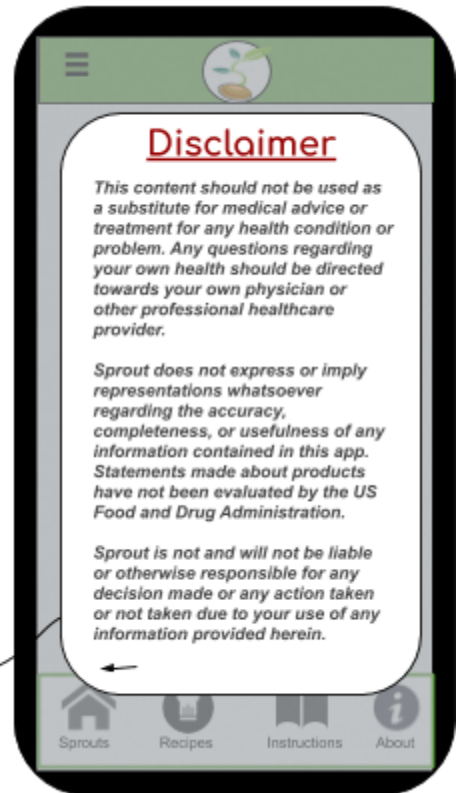 Disclaimer
This content should not be used as
a substitute for medical advice or
treatment for any health condition or
problem. Any questions regarding
your own health should be directed
towards your own physician or
other professional healthcare
provider.
Sprout does not express or imply
representations whatsoever
regarding the accuracy,
completeness, or usefulness of any
information contained in this app.
Statements made about products
have not been evaluated by the US
Food and Drug Administration.
Sprout is not and will not be liable
or otherwise responsible for any
decision made or any action taken
or not taken due to your use of any
information provided herein.
Sprouts Recipes Instructions About